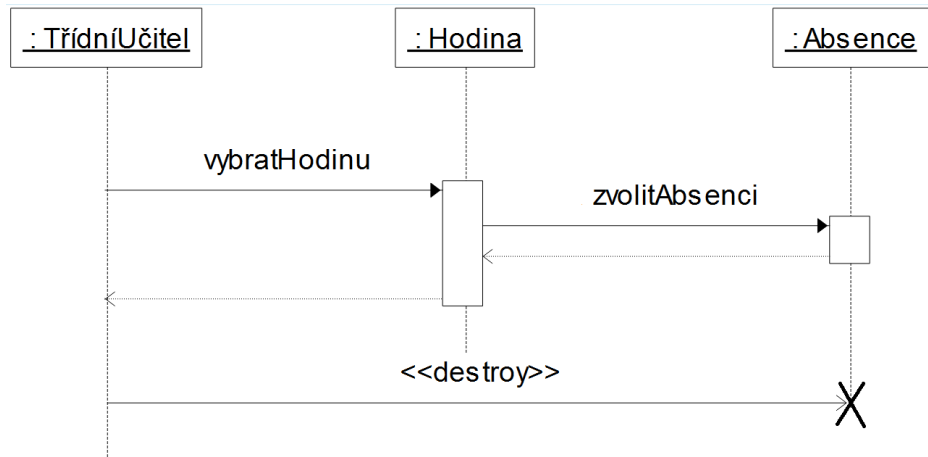 : TřídníUčitel
: Hodina
: Absence
vybratHodinu
zvolitAbsenci
<<destroy>>